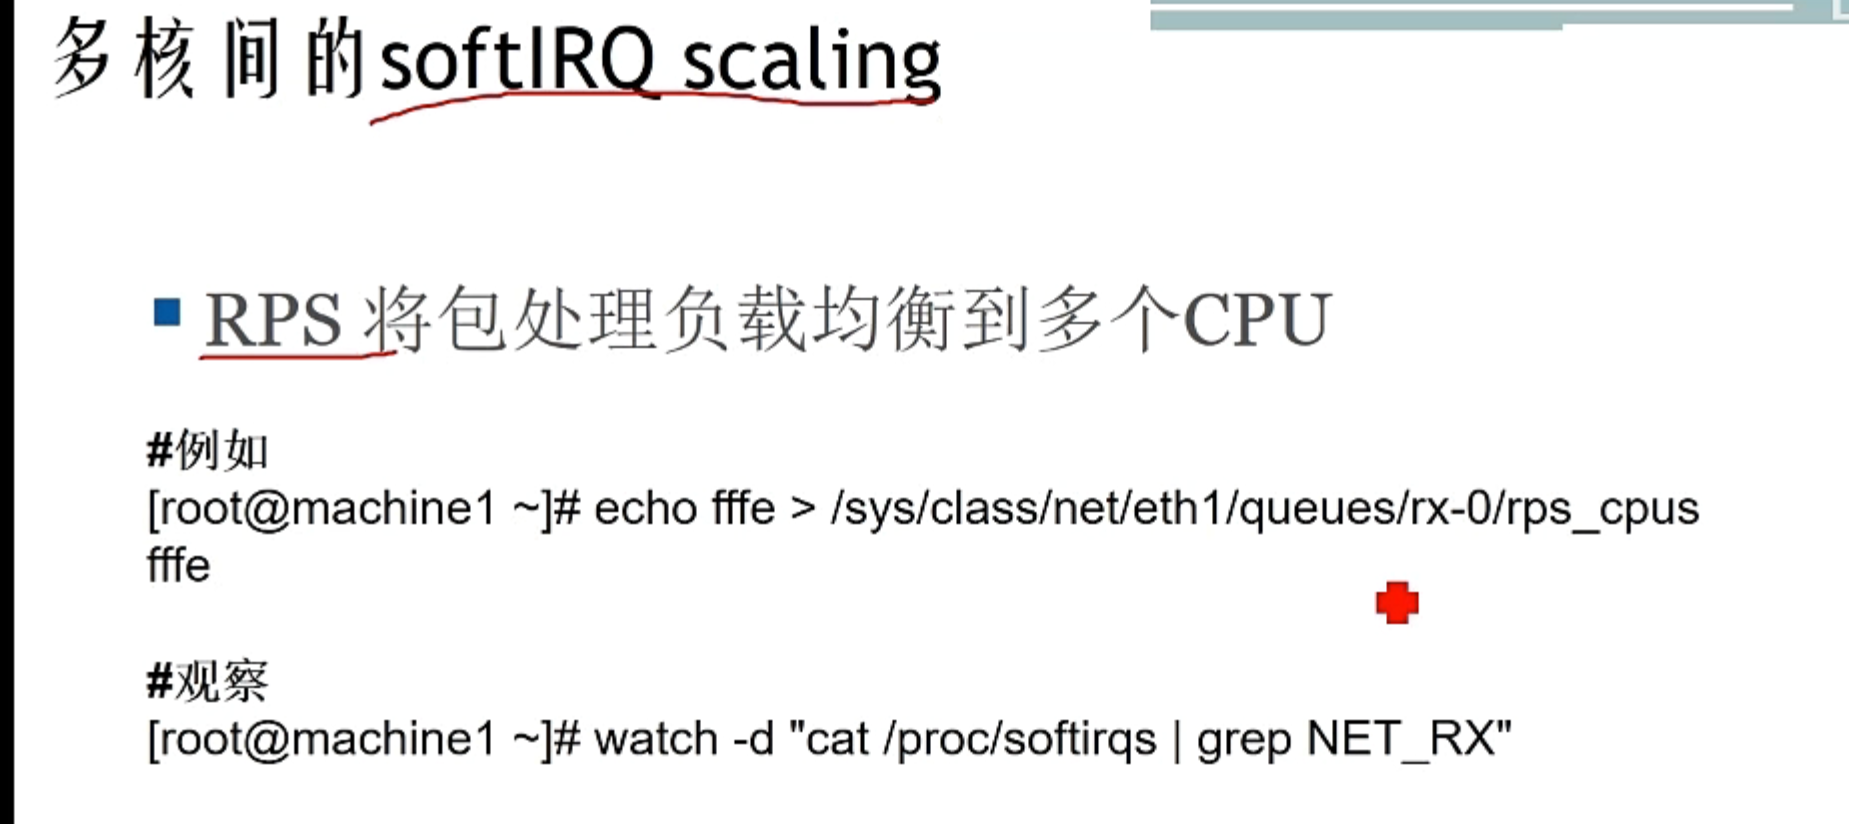 多核间的softIRQ scaling
RPS 将包处理负载均衡到多个CPU
#例如
[root@machine1 ~]# echo fffe > /sys/class/net/eth1/queues/rx-0/rps_cpus
fffe
#观察
[root@machine1 ~]# watch -d "cat /proc/softirqs | grep NET_RX"